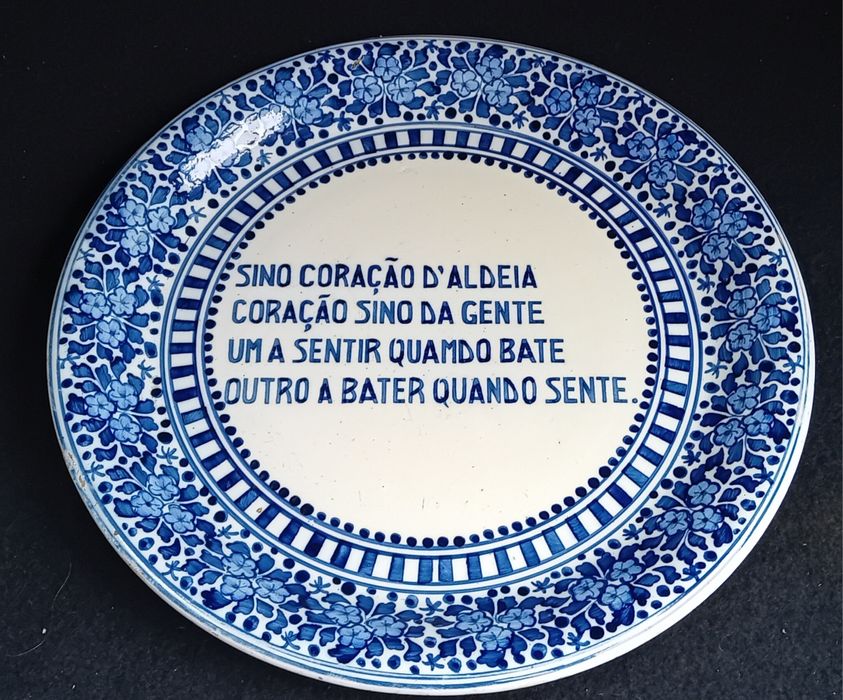 SINO CORAÇÃO D'ALDEIA
CORAÇÃO SINO DA GENTE
UM A SENTIR QUAMDO BATE
OUTRO A BATER QUANDO SENTE.